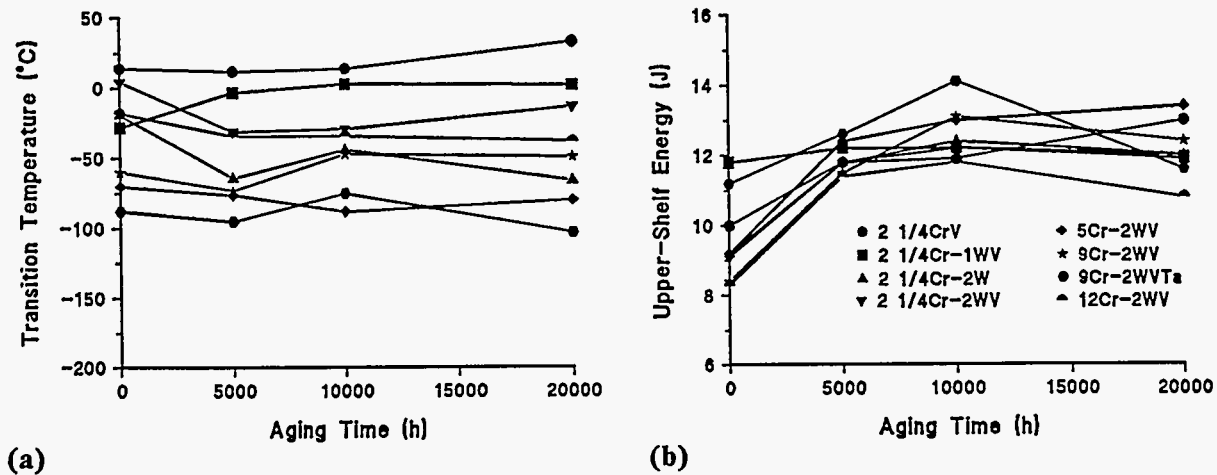 50
0
−50
−100
−150
−200
Transition Temperature (°C)
0 5000 10000 15000 20000
Aging Time (h)
(a)
16
14
12
10
8
6
Upper-Shelf Energy (J)
2 1/4CrV
2 1/4Cr-1WV
2 1/4Cr-2W
2 1/4Cr-2WV
5Cr-2WV
9Cr-2WV
9Cr-2WVTa
12Cr-2WV
0 5000 10000 15000 20000
Aging Time (h)
(b)